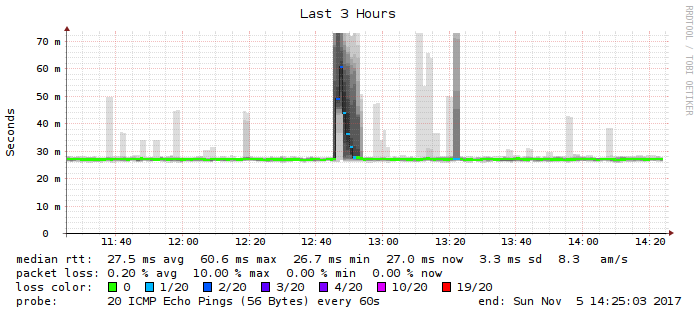 Last 3 Hours
RRDTOOL / TOBI OETIKER
Seconds
70 m
60 m
50 m
40 m
30 m
20 m
10 m
0
11:40 12:00 12:20 12:40 13:00 13:20 13:40 14:00 14:20
median rtt: 27.5 ms avg 60.6 ms max 26.7 ms min 27.0 ms now 3.3 ms sd 8.3 am/s
packet loss: 0.20 % avg 10.00 % max 0.00 % min 0.00 % now
loss color: 0 1/20 2/20 3/20 4/20 10/20 19/20
probe: 20 ICMP Echo Pings (56 Bytes) every 60s end: Sun Nov 5 14:25:03 2017